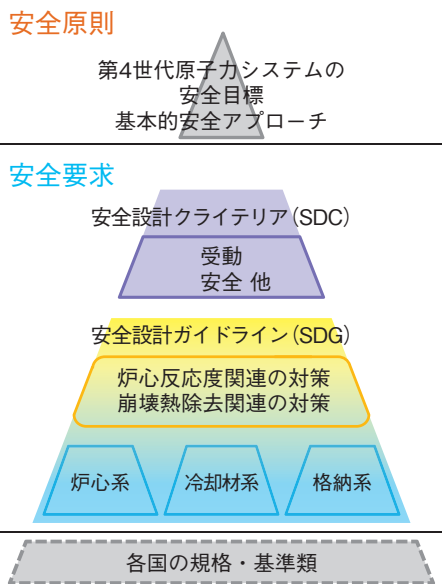 安全原則
第4世代原子力システムの
安全目標
基本的安全アプローチ
安全要求
安全設計クライテリア(SDC)
受動
安全 他
安全設計ガイドライン(SDG)
炉心反応度関連の対策
崩壊熱除去関連の対策
炉心系
冷却材系
格納系
各国の規格・基準類